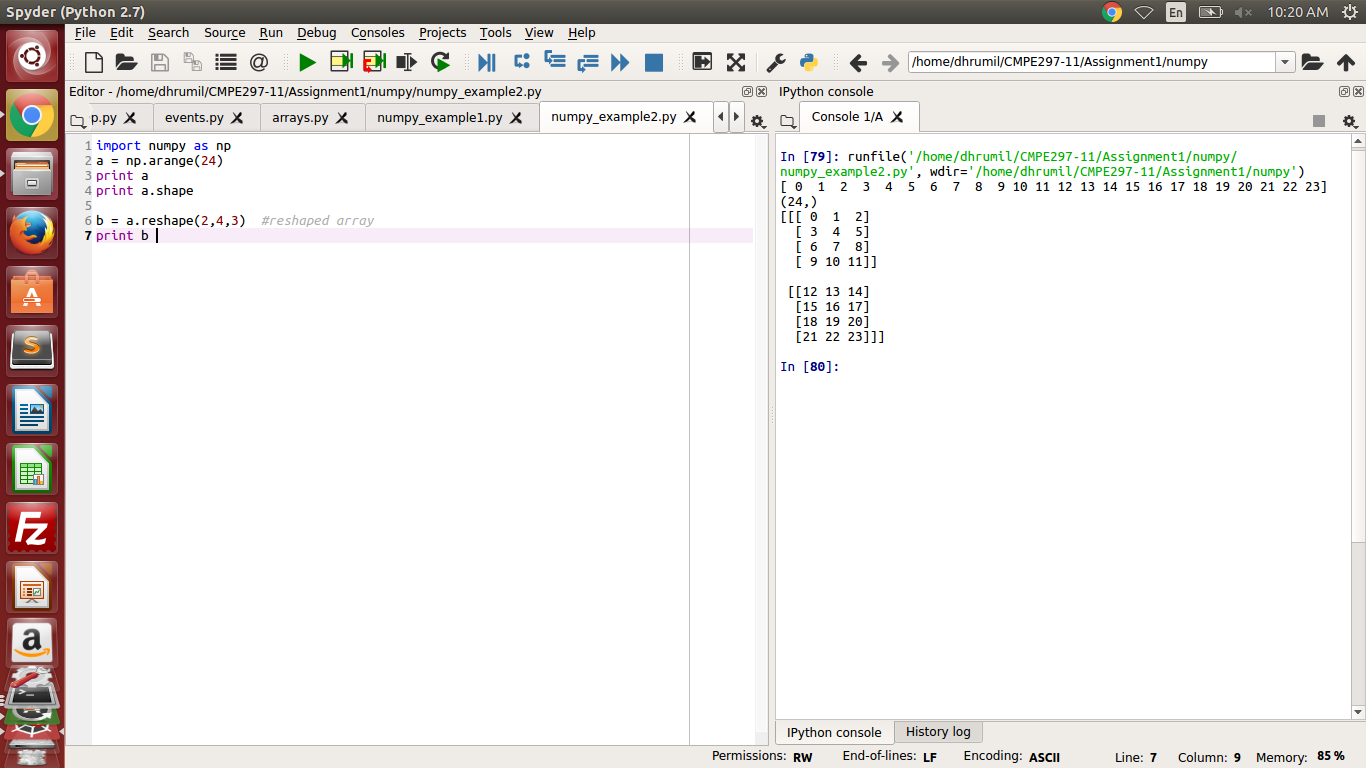 Spyder (Python 2.7)
En
10:20 AM
File Edit Search Source Run Debug Consoles Projects Tools View Help
@
/home/dhrumil/CMPE297-11/Assignment1/numpy
Editor - /home/dhrumil/CMPE297-11/Assignment1/numpy/numpy_example2.py
p.py events.py arrays.py numpy_example1.py numpy_example2.py
1 import numpy as np
2 a = np.arange(24)
3 print a
4 print a.shape
5
6 b = a.reshape(2,4,3)  #reshaped array
7 print b
IPython console
Console 1/A
In [79]: runfile('/home/dhrumil/CMPE297-11/Assignment1/numpy/
numpy_example2.py', wdir='/home/dhrumil/CMPE297-11/Assignment1/numpy')
[ 0  1  2  3  4  5  6  7  8  9 10 11 12 13 14 15 16 17 18 19 20 21 22 23]
(24,)
[[[ 0  1  2]
  [ 3  4  5]
  [ 6  7  8]
  [ 9 10 11]]

 [[12 13 14]
  [15 16 17]
  [18 19 20]
  [21 22 23]]]

In [80]:
IPython console History log
Permissions: RW End-of-lines: LF Encoding: ASCII Line: 7 Column: 9 Memory: 85 %
A
S
Fz
a